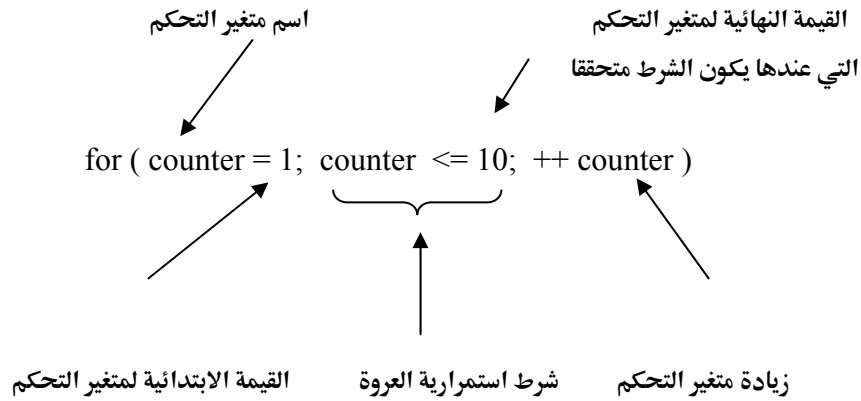 اسم متغير التحكم
القيمة النهائية لمتغير التحكم
التي عندها يكون الشرط متحققا
for ( counter = 1; counter <= 10; ++ counter )
القيمة الابتدائية لمتغير التحكم
شرط استمرارية العروة
زيادة متغير التحكم